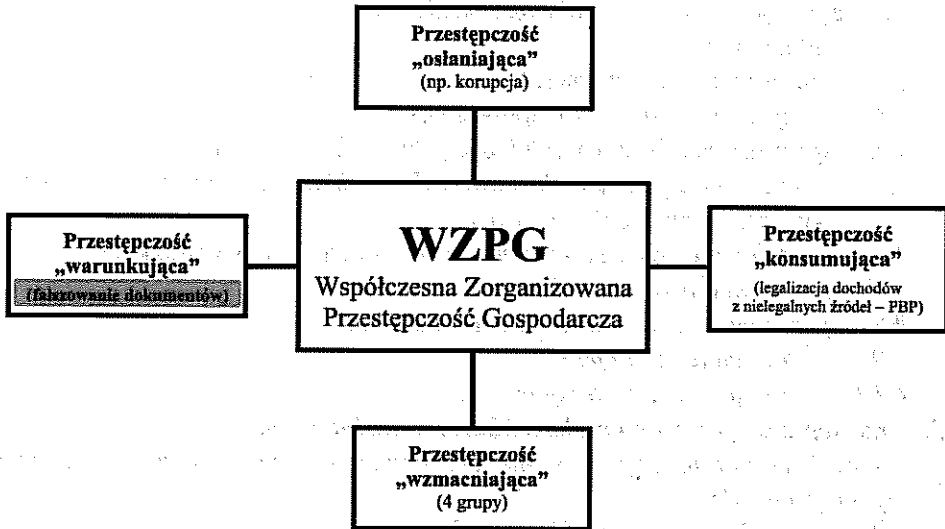 Przestępczość
„osłaniająca”
(np. korupcja)
Przestępczość
„warunkująca”
(fałszowanie dokumentów)
WZPG
Współczesna Zorganizowana
Przestępczość Gospodarcza
Przestępczość
„konsumująca”
(legalizacja dochodów
z nielegalnych źródeł – PBP)
Przestępczość
„wzmacniająca”
(4 grupy)